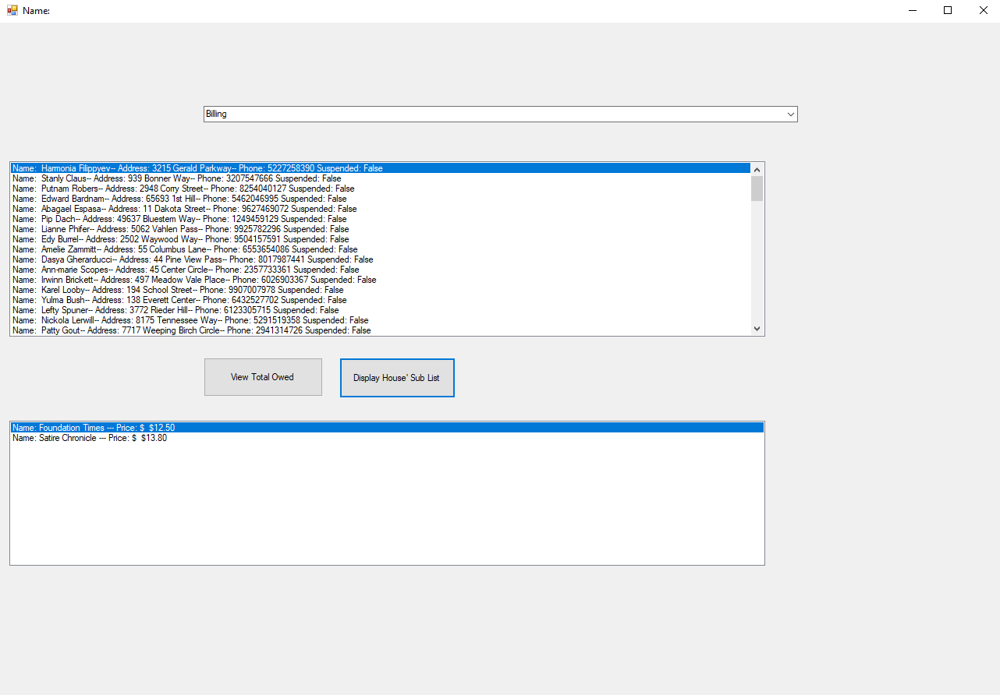 Name:
Billing
Name:  Harmonia Filippyev-- Address: 3215 Gerald Parkway-- Phone: 5227258390 Suspended: False
Name:  Stanly Claus-- Address: 939 Bonner Way-- Phone: 3207547666 Suspended: False
Name:  Putnam Robers-- Address: 2948 Corry Street-- Phone: 8254040127 Suspended: False
Name:  Edward Bardnam-- Address: 65693 1st Hill-- Phone: 5462046995 Suspended: False
Name:  Abagael Espasa-- Address: 11 Dakota Street-- Phone: 9627469072 Suspended: False
Name:  Pip Dach-- Address: 49637 Bluestem Way-- Phone: 1249459129 Suspended: False
Name:  Lianne Phifer-- Address: 5062 Vahlen Pass-- Phone: 9925782296 Suspended: False
Name:  Edy Burrel-- Address: 2502 Waywood Way-- Phone: 9504157591 Suspended: False
Name:  Amelie Zammitt-- Address: 55 Columbus Lane-- Phone: 6553654086 Suspended: False
Name:  Dasya Gherarducci-- Address: 44 Pine View Pass-- Phone: 8017987441 Suspended: False
Name:  Ann-marie Scopes-- Address: 45 Center Circle-- Phone: 2357733361 Suspended: False
Name:  Irwinn Brickett-- Address: 497 Meadow Vale Place-- Phone: 6026903367 Suspended: False
Name:  Karel Looby-- Address: 194 School Street-- Phone: 9907007978 Suspended: False
Name:  Yulma Bush-- Address: 138 Everett Center-- Phone: 6432527702 Suspended: False
Name:  Lefty Spuner-- Address: 3772 Rieder Hill-- Phone: 6123305715 Suspended: False
Name:  Nickola Lerwill-- Address: 8175 Tennessee Way-- Phone: 5291519358 Suspended: False
Name:  Patty Gout-- Address: 7717 Weeping Birch Circle-- Phone: 2941314726 Suspended: False
View Total Owed
Display House' Sub List
Name: Foundation Times --- Price: $  $12.50
Name: Satire Chronicle --- Price: $  $13.80